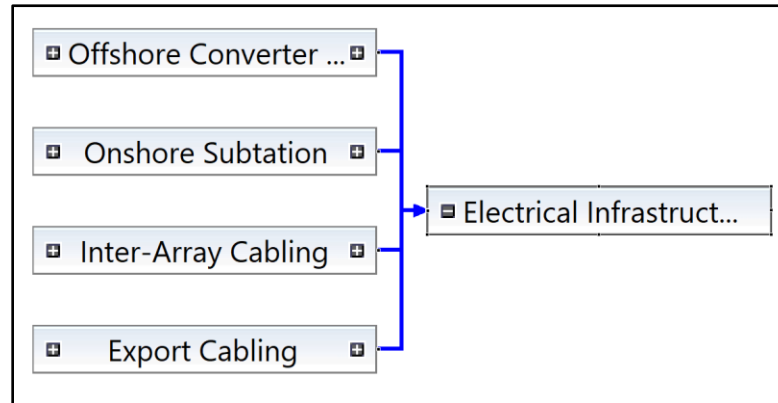 Offshore Converter ...
Onshore Subtation
Electrical Infrastruct...
Inter-Array Cabling
Export Cabling